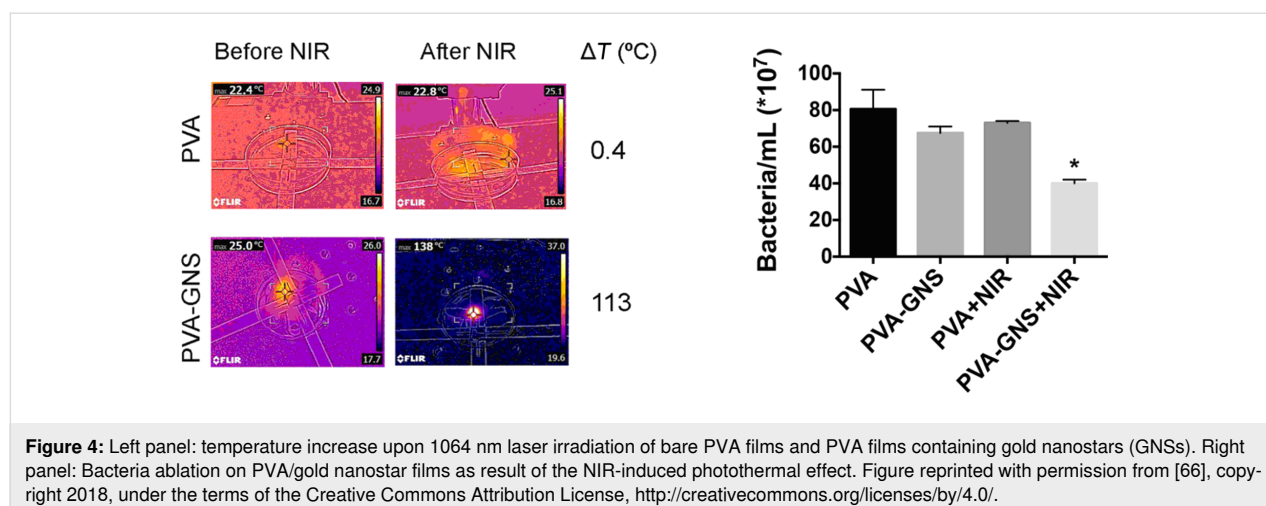 Before NIR After NIR ΔT (ºC)
PVA
max 22.4 °C
24.9
16.7
FLIR
max 22.8 °C
25.1
16.8
FLIR
0.4
PVA-GNS
max 25.0 °C
26.0
17.7
FLIR
max 138 °C
37.0
19.6
FLIR
113
Bacteria/mL (*10⁷)
100
80
60
40
20
0
*
PVA
PVA-GNS
PVA+NIR
PVA-GNS+NIR
Figure 4: Left panel: temperature increase upon 1064 nm laser irradiation of bare PVA films and PVA films containing gold nanostars (GNSs). Right
panel: Bacteria ablation on PVA/gold nanostar films as result of the NIR-induced photothermal effect. Figure reprinted with permission from [66], copy-
right 2018, under the terms of the Creative Commons Attribution License, http://creativecommons.org/licenses/by/4.0/.